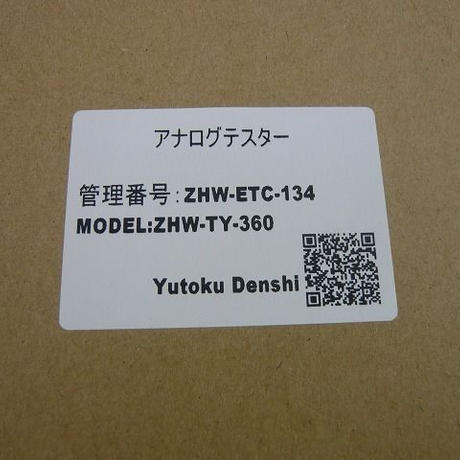 アナログテスター
管理番号:ZHW-ETC-134
MODEL:ZHW-TY-360
Yutoku Denshi